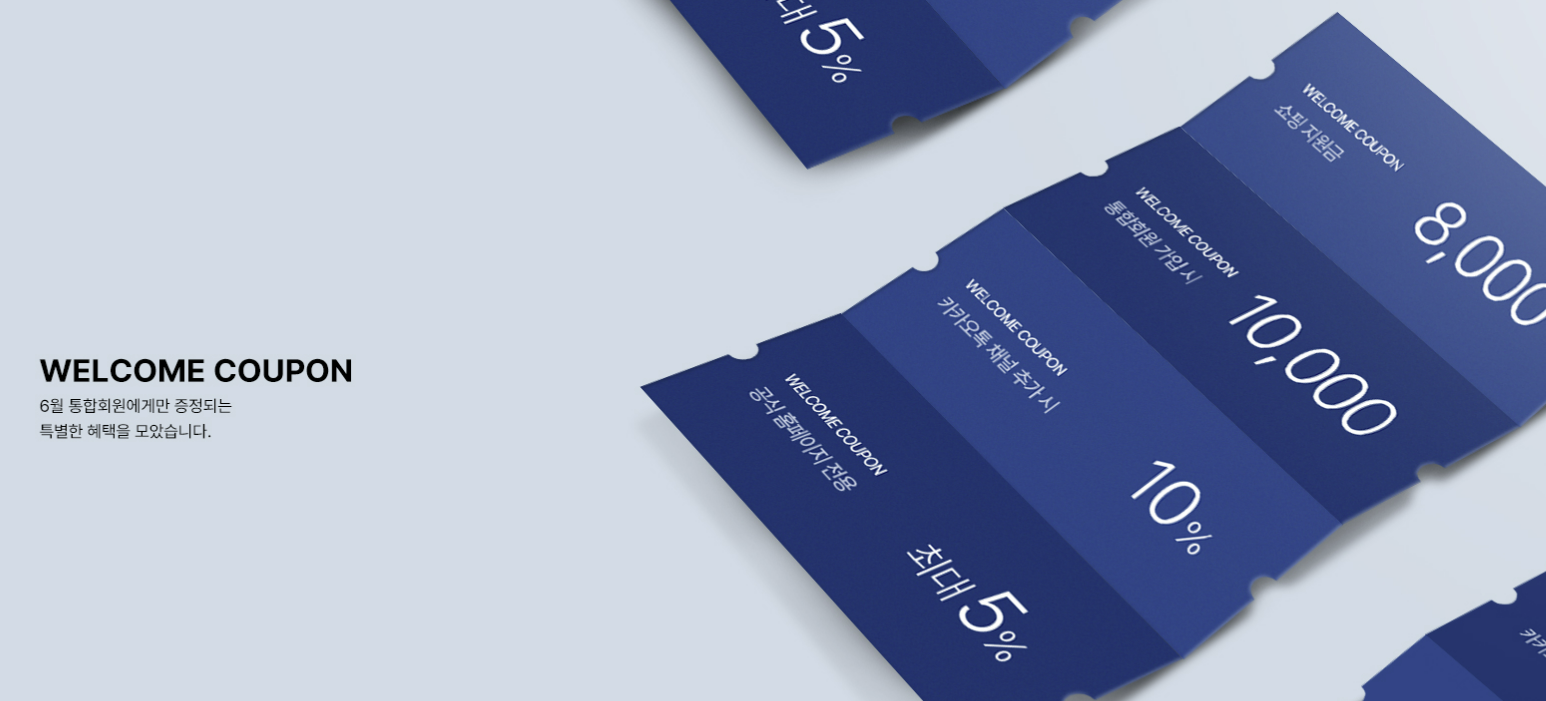 WELCOME COUPON
6월 통합회원에게만 증정되는
특별한 혜택을 모았습니다.
대 5%
WELCOME COUPON
쇼핑 지원금
8,000
WELCOME COUPON
통합회원 가입 시
10,000
WELCOME COUPON
카카오톡 채널 추가 시
10%
WELCOME COUPON
공식 홈페이지 전용
최대 5%